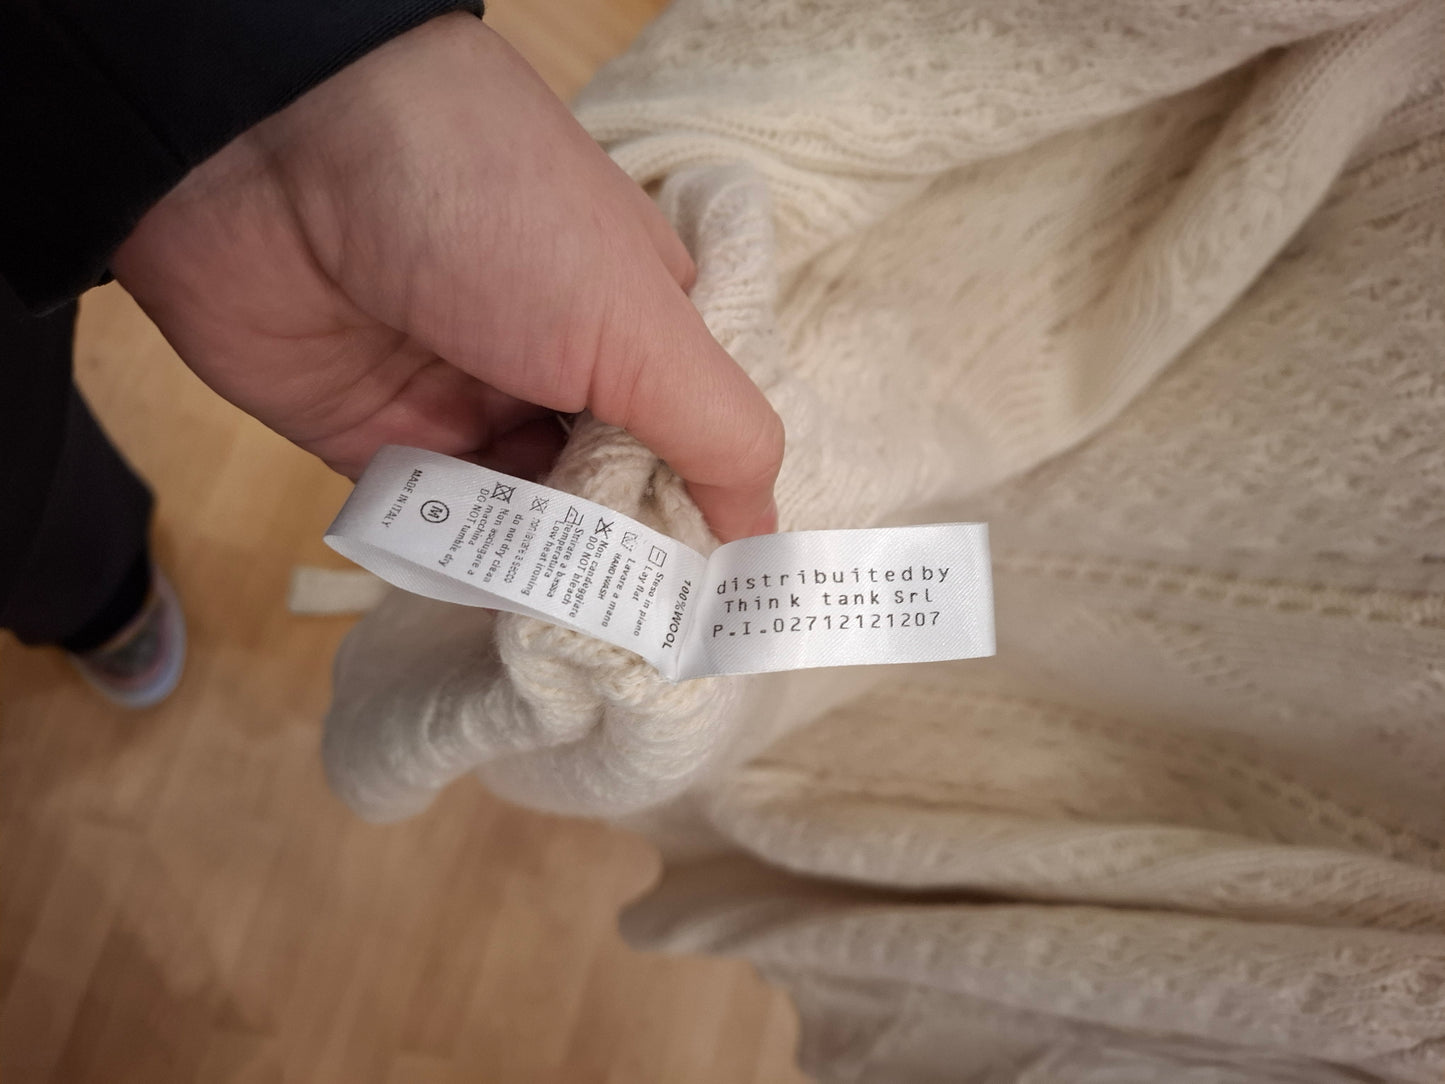 distribuited by
Think tank Srl
P.I.02712121207
100%WOOL
Steso in piano
Lay flat
Lavare a mano
HAND WASH
Non candeggiare
DO NOT bleach
Stirare a bassa
temperatura
Low heat ironing
non lavare a secco
do not dry clean
Non asciugare a
macchina
DO NOT tumble dry
M
MADE IN ITALY